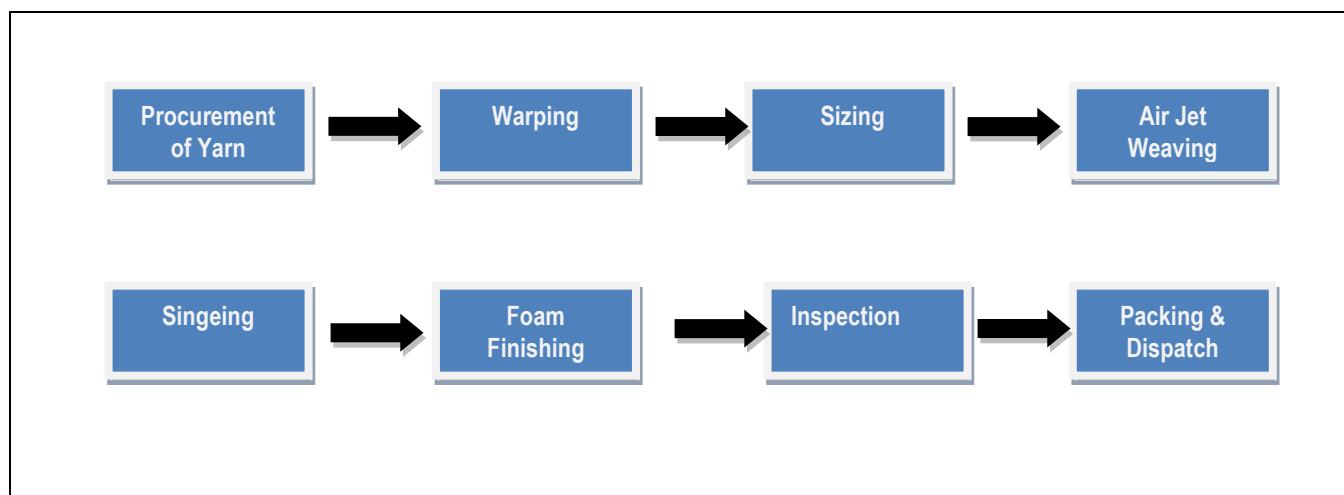 Procurement
of Yarn
Warping
Sizing
Air Jet
Weaving
Singeing
Foam
Finishing
Inspection
Packing &
Dispatch